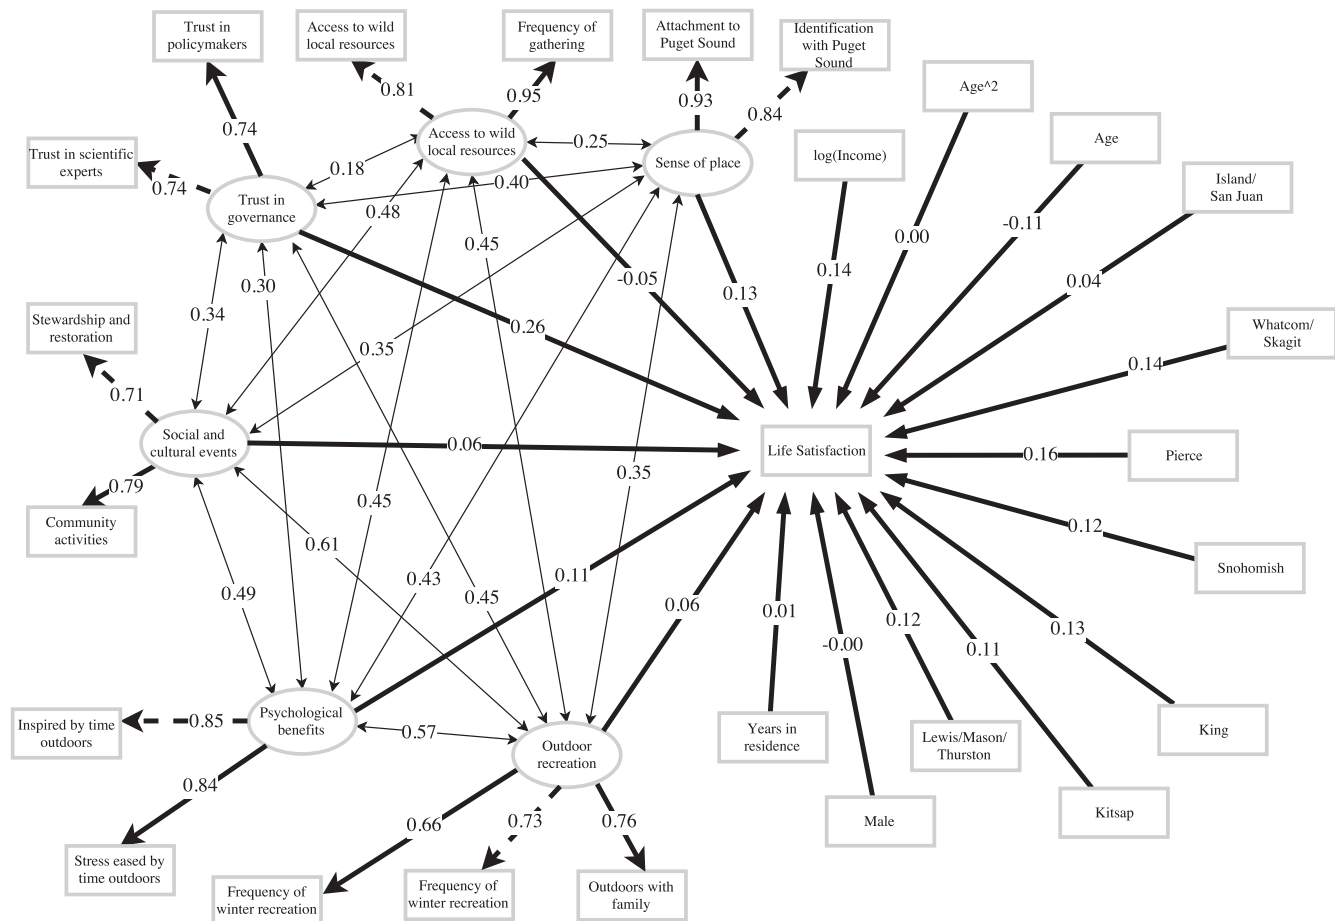 Trust in
policymakers
Access to wild
local resources
Frequency of
gathering
Attachment to
Puget Sound
Identification
with Puget
Sound
Age^2
Age
log(Income)
Island/
San Juan
Whatcom/
Skagit
Pierce
Snohomish
King
Kitsap
Lewis/Mason/
Thurston
Male
Years in
residence
Life Satisfaction
Trust in scientific
experts
Trust in
governance
Access to wild
local resources
Sense of place
Stewardship and
restoration
Social and
cultural events
Community
activities
Psychological
benefits
Inspired by time
outdoors
Stress eased by
time outdoors
Outdoor
recreation
Frequency of
winter recreation
Frequency of
winter recreation
Outdoors with
family
0.74
0.81
0.95
0.93
0.84
0.74
0.18
0.25
0.40
0.48
0.45
0.30
0.34
0.35
0.26
-0.05
0.13
0.14
0.00
-0.11
0.04
0.14
0.71
0.79
0.06
0.16
0.45
0.35
0.12
0.61
0.43
0.45
0.49
0.11
0.06
0.01
-0.00
0.12
0.11
0.13
0.85
0.57
0.84
0.66
0.73
0.76